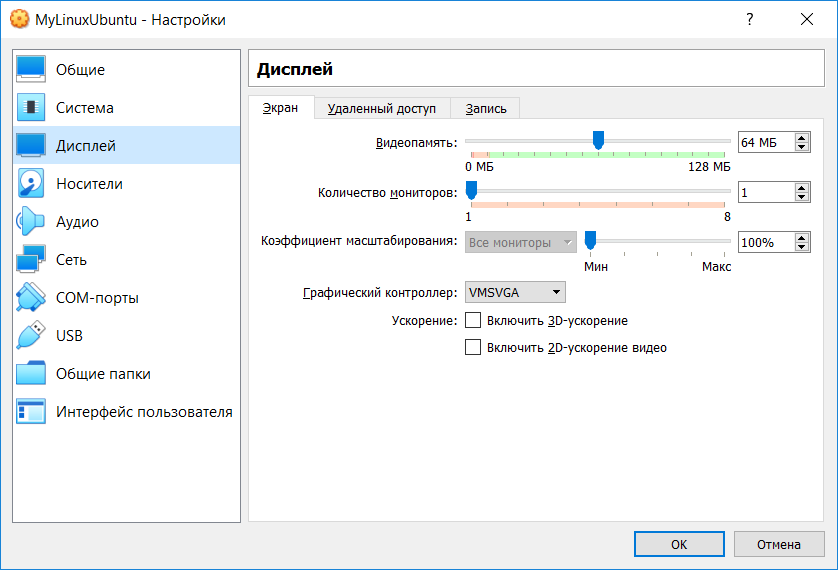 MyLinuxUbuntu - Настройки
?
Общие
Система
Дисплей
Носители
Аудио
Сеть
COM-порты
USB
Общие папки
Интерфейс пользователя
Дисплей
Экран Удаленный доступ Запись
Видеопамять: 64 МБ
0 МБ 128 МБ
Количество мониторов: 1
1 8
Коэффициент масштабирования: Все мониторы 100%
Мин Макс
Графический контроллер: VMSVGA
Ускорение: Включить 3D-ускорение
Включить 2D-ускорение видео
OK Отмена